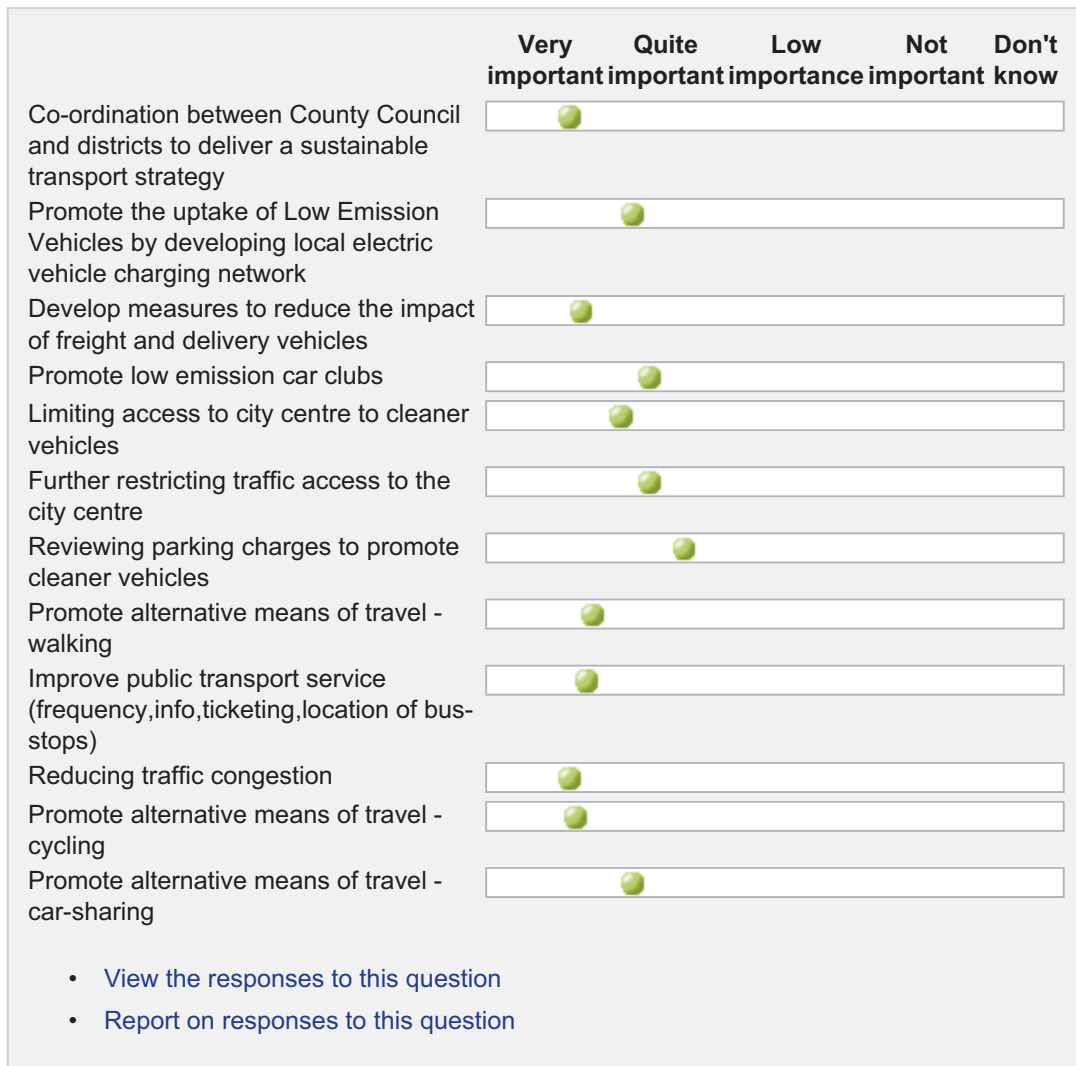 Very Quite Low Not Don't
important important importance important know
Co-ordination between County Council
and districts to deliver a sustainable
transport strategy
Promote the uptake of Low Emission
Vehicles by developing local electric
vehicle charging network
Develop measures to reduce the impact
of freight and delivery vehicles
Promote low emission car clubs
Limiting access to city centre to cleaner
vehicles
Further restricting traffic access to the
city centre
Reviewing parking charges to promote
cleaner vehicles
Promote alternative means of travel -
walking
Improve public transport service
(frequency,info,ticketing,location of bus-
stops)
Reducing traffic congestion
Promote alternative means of travel -
cycling
Promote alternative means of travel -
car-sharing
• View the responses to this question
• Report on responses to this question